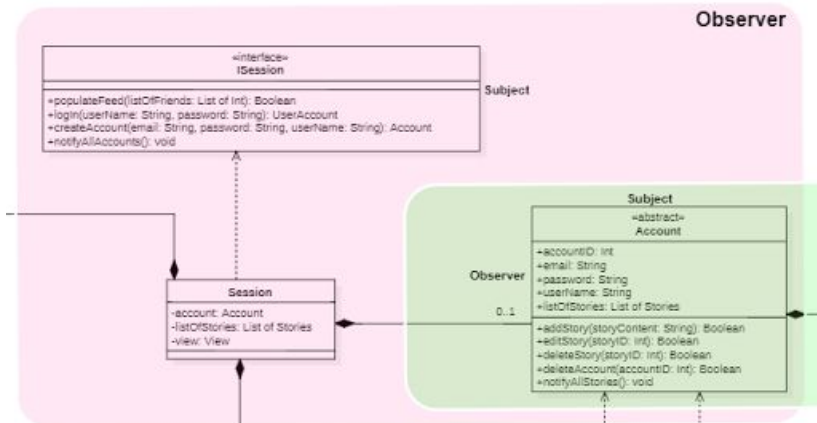 Observer
«interface»
ISession
Subject
+populateFeed(listOfFriends: List of Int): Boolean
+logIn(userName: String, password: String): UserAccount
+createAccount(email: String, password: String, userName: String): Account
+notifyAllAccounts(): void
Subject
«abstract»
Account
+accountID: Int
+email: String
+password: String
+userName: String
+listOfStories: List of Stories
Observer
0..1
Session
-account: Account
-listOfStories: List of Stories
-view: View
+addStory(storyContent: String): Boolean
+editStory(storyID: Int): Boolean
+deleteStory(storyID: Int): Boolean
+deleteAccount(accountID: Int): Boolean
+notifyAllStories(): void